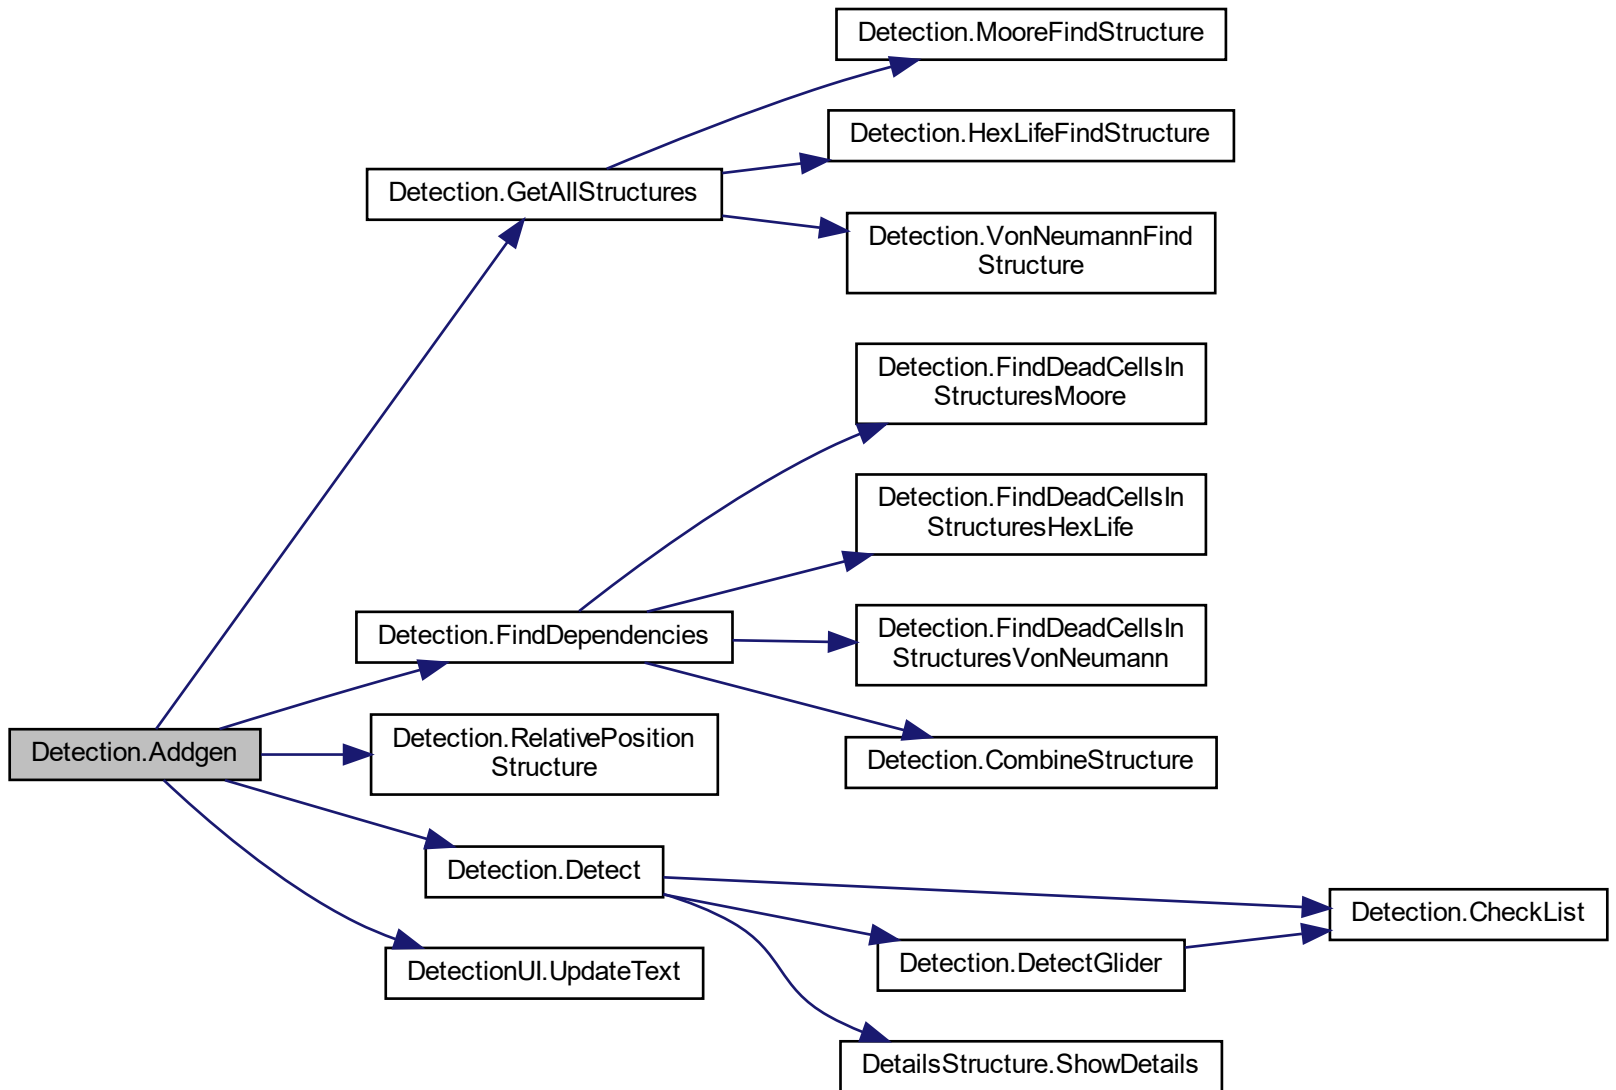 Detection.MooreFindStructure
Detection.HexLifeFindStructure
Detection.GetAllStructures
Detection.VonNeumannFind
Structure
Detection.FindDeadCellsIn
StructuresMoore
Detection.FindDeadCellsIn
StructuresHexLife
Detection.FindDependencies
Detection.FindDeadCellsIn
StructuresVonNeumann
Detection.Addgen
Detection.RelativePosition
Structure
Detection.CombineStructure
Detection.Detect
Detection.CheckList
DetectionUI.UpdateText
Detection.DetectGlider
DetailsStructure.ShowDetails